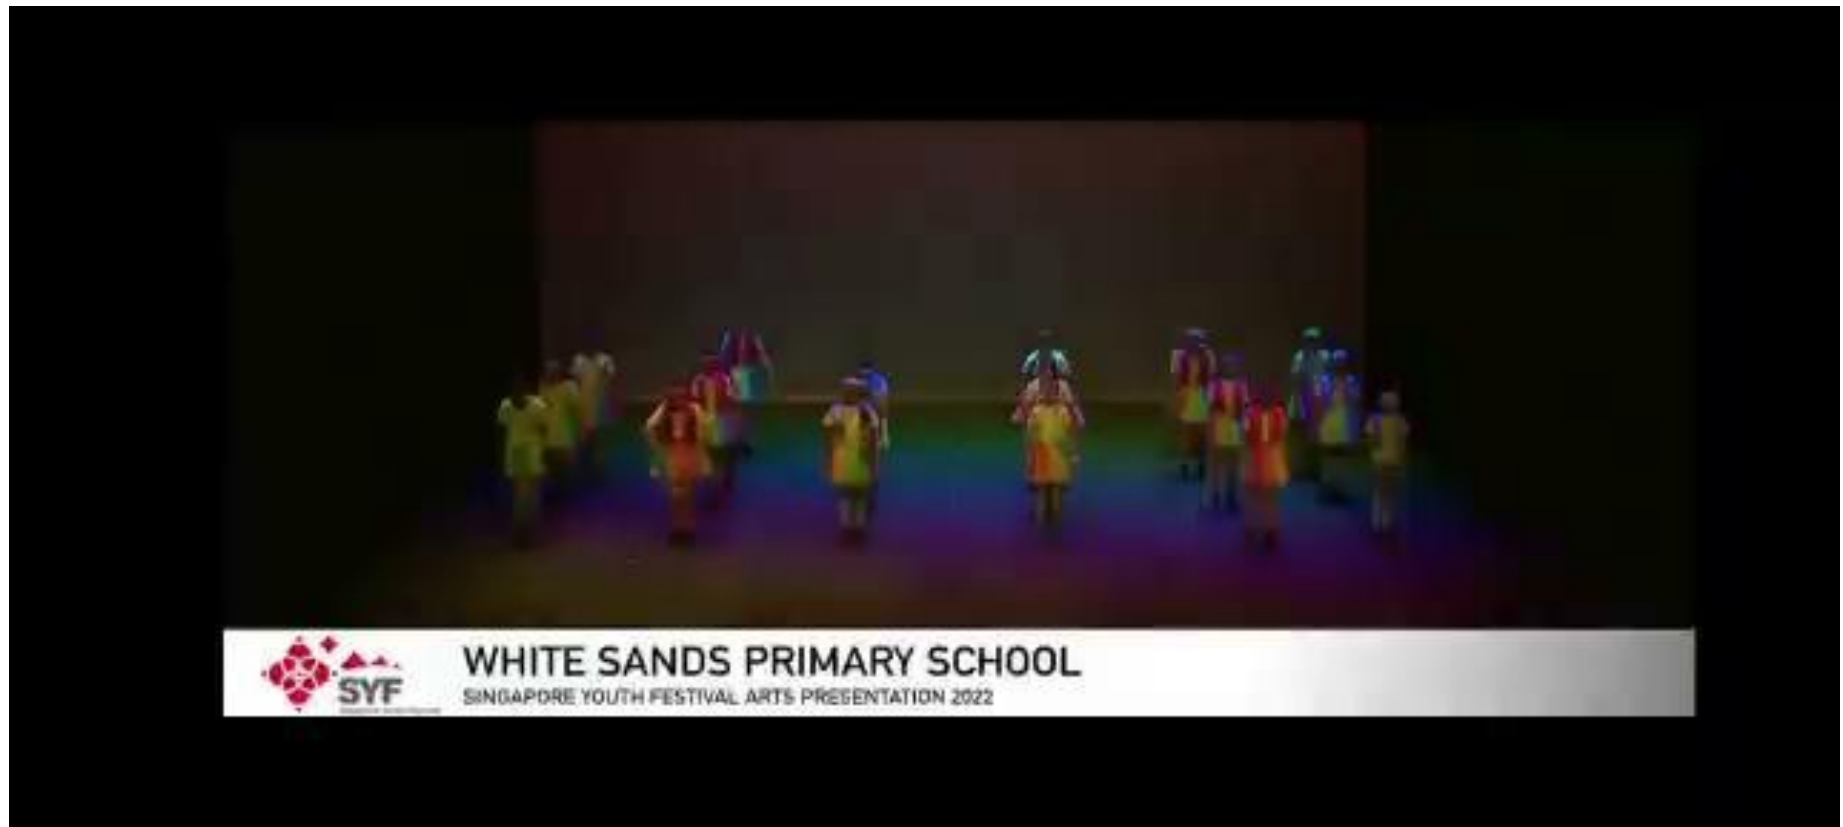 WHITE SANDS PRIMARY SCHOOL
SYF
SINGAPORE YOUTH FESTIVAL ARTS PRESENTATION 2022